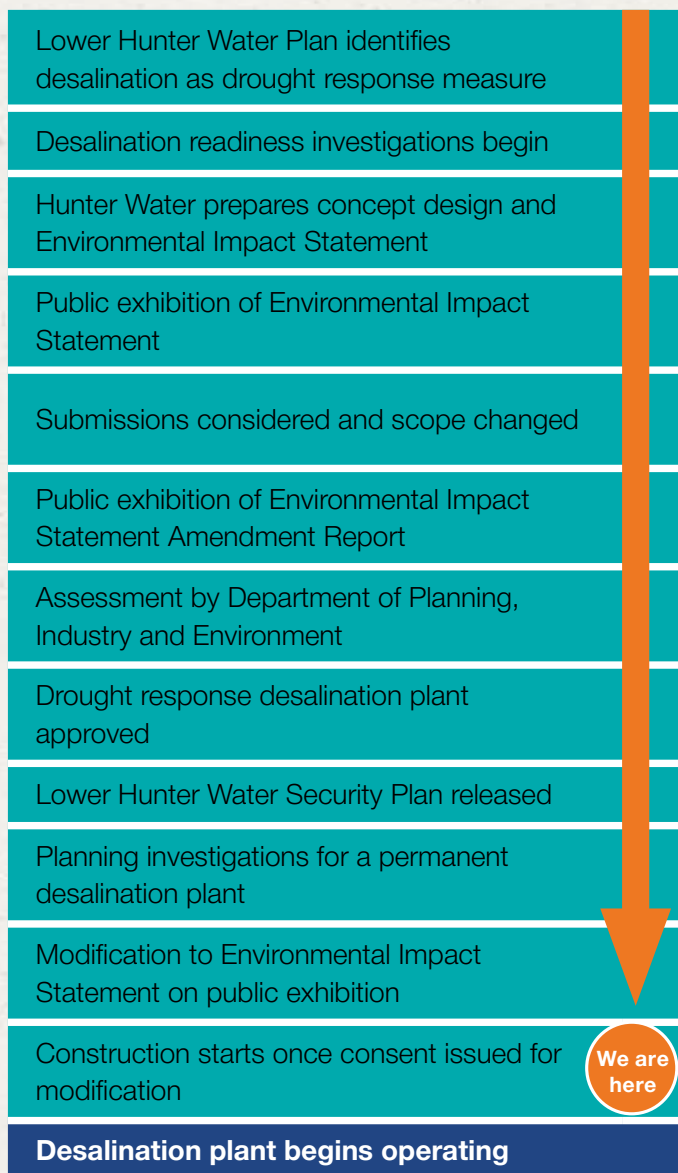 Lower Hunter Water Plan identifies
desalination as drought response measure
Desalination readiness investigations begin
Hunter Water prepares concept design and
Environmental Impact Statement
Public exhibition of Environmental Impact
Statement
Submissions considered and scope changed
Public exhibition of Environmental Impact
Statement Amendment Report
Assessment by Department of Planning,
Industry and Environment
Drought response desalination plant
approved
Lower Hunter Water Security Plan released
Planning investigations for a permanent
desalination plant
Modification to Environmental Impact
Statement on public exhibition
Construction starts once consent issued for
modification
We are
here
Desalination plant begins operating